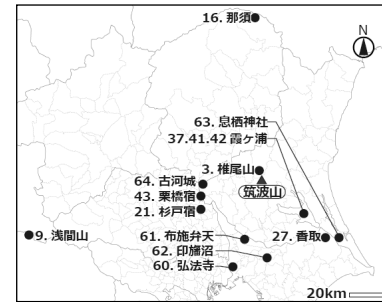 16. 那須
N
63. 息栖神社
37.41.42 霞ヶ浦
3. 椎尾山
64. 古河城
筑波山
43. 栗橋宿
21. 杉戸宿
9. 浅間山
61. 布施弁天
27. 香取
62. 印旛沼
60. 弘法寺
20km